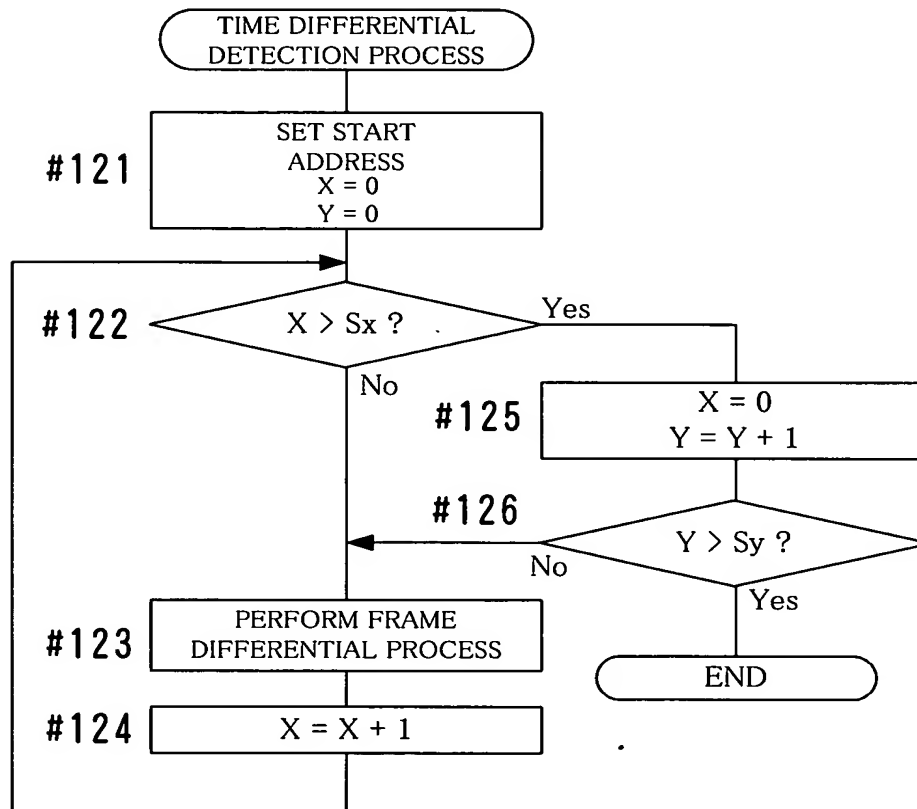 TIME DIFFERENTIAL
DETECTION PROCESS
#121
SET START
ADDRESS
X = 0
Y = 0
#122
X > Sx ?
Yes
No
#125
X = 0
Y = Y + 1
#126
Y > Sy ?
No
Yes
#123
PERFORM FRAME
DIFFERENTIAL PROCESS
END
#124
X = X + 1